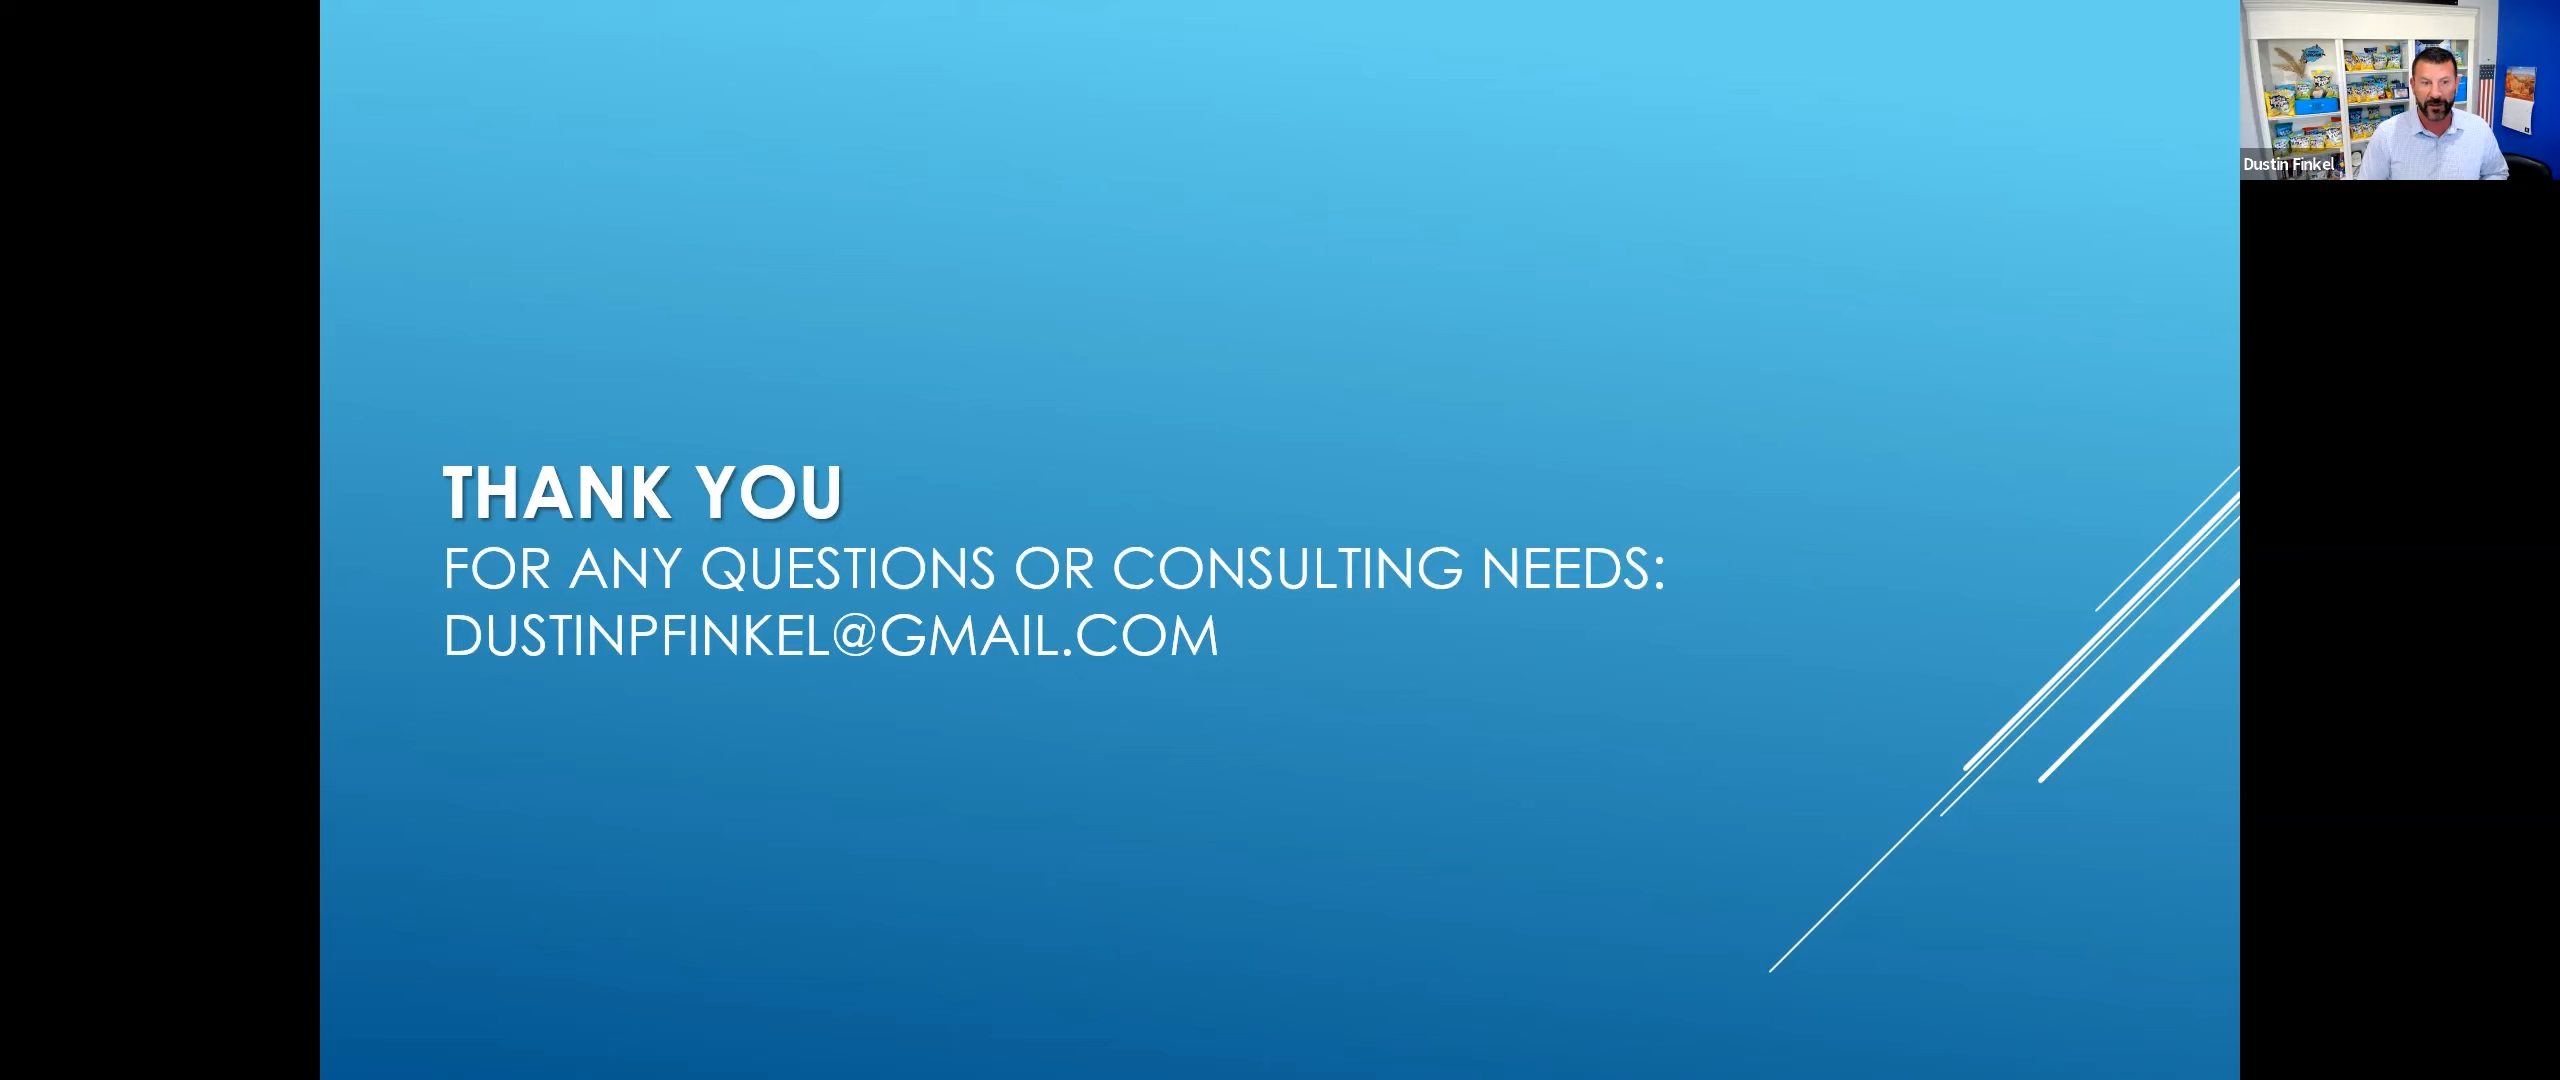 THANK YOU
FOR ANY QUESTIONS OR CONSULTING NEEDS:
DUSTINPFINKEL@GMAIL.COM
Dustin Finkel